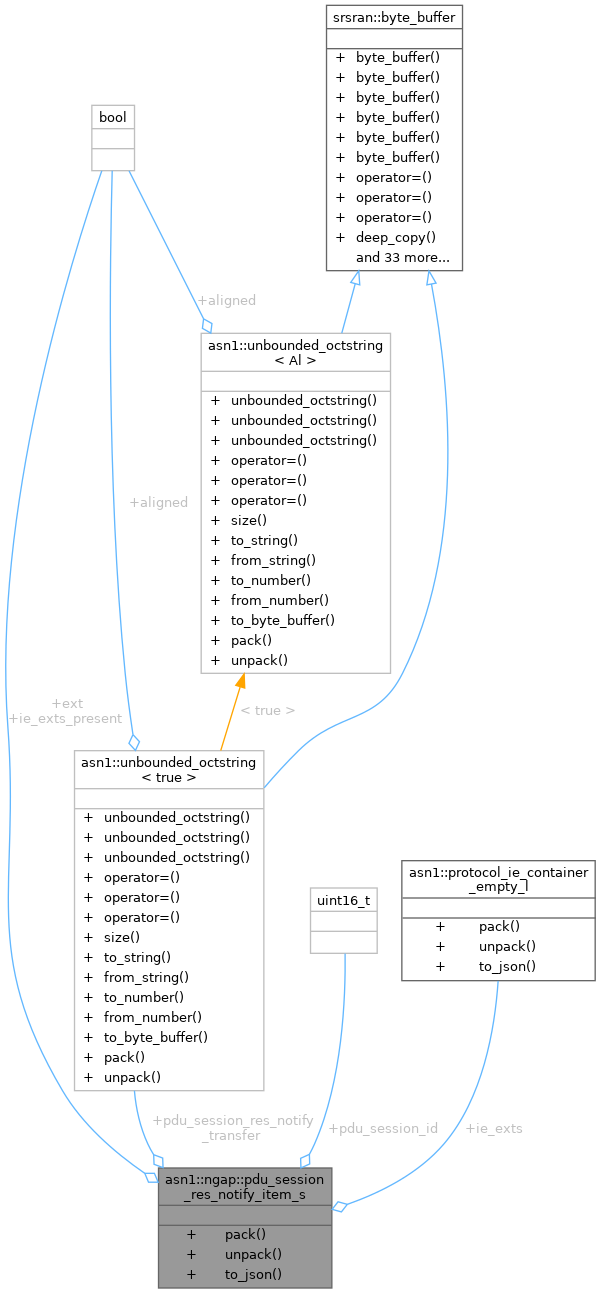 srsran::byte_buffer
+ byte_buffer()
+ byte_buffer()
+ byte_buffer()
+ byte_buffer()
+ byte_buffer()
+ byte_buffer()
+ operator=()
+ operator=()
+ operator=()
+ deep_copy()
and 33 more...
bool
+aligned
asn1::unbounded_octstring
< Al >
+ unbounded_octstring()
+ unbounded_octstring()
+ unbounded_octstring()
+ operator=()
+ operator=()
+ operator=()
+ size()
+ to_string()
+ from_string()
+ to_number()
+ from_number()
+ to_byte_buffer()
+ pack()
+ unpack()
+aligned
+ext
+ie_exts_present
< true >
asn1::unbounded_octstring
< true >
+ unbounded_octstring()
+ unbounded_octstring()
+ unbounded_octstring()
+ operator=()
+ operator=()
+ operator=()
+ size()
+ to_string()
+ from_string()
+ to_number()
+ from_number()
+ to_byte_buffer()
+ pack()
+ unpack()
uint16_t
asn1::protocol_ie_container
_empty_l
+ pack()
+ unpack()
+ to_json()
+pdu_session_res_notify
_transfer
+pdu_session_id
+ie_exts
asn1::ngap::pdu_session
_res_notify_item_s
+ pack()
+ unpack()
+ to_json()